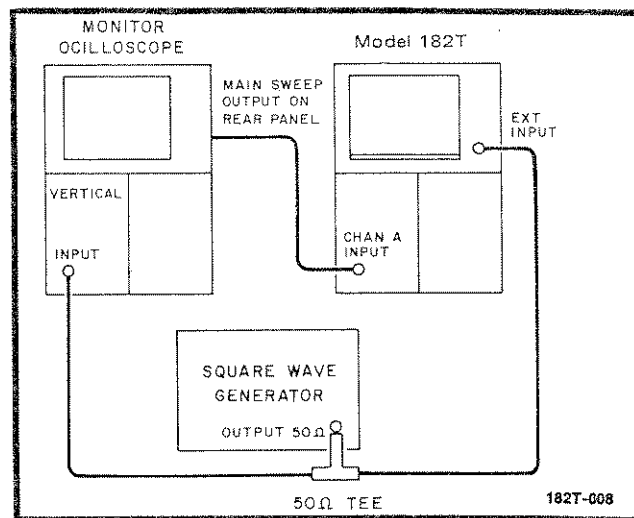 MONITOR
OCILLOSCOPE
Model 182T
MAIN SWEEP
OUTPUT ON
REAR PANEL
EXT
INPUT
VERTICAL
INPUT
CHAN A
INPUT
SQUARE WAVE
GENERATOR
OUTPUT 50Ω
50Ω TEE
182T-008